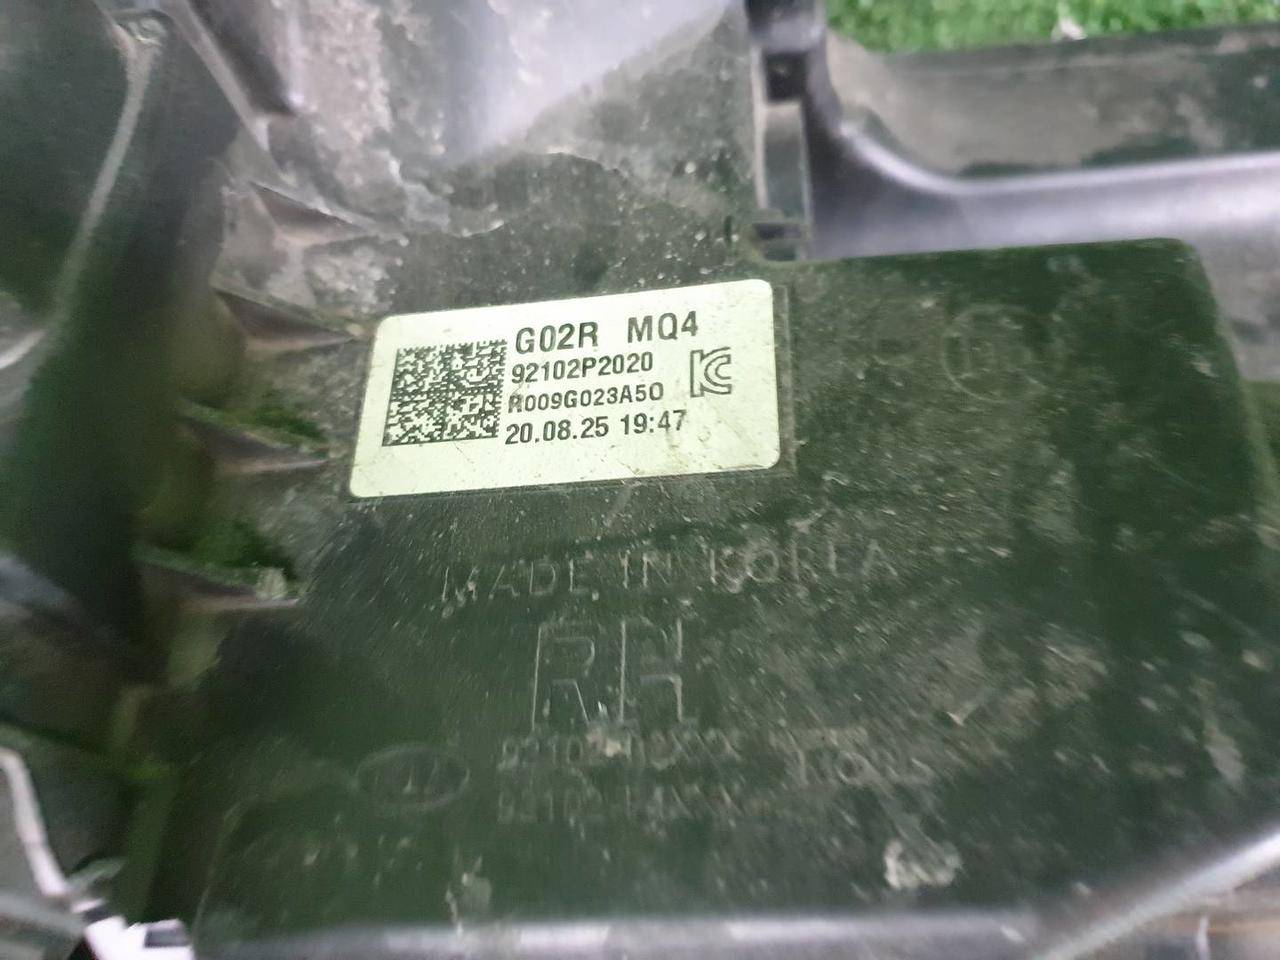 G02R MQ4
92102P2020
R009G023A50
20.08.25 19:47
MADE IN KOREA
RH